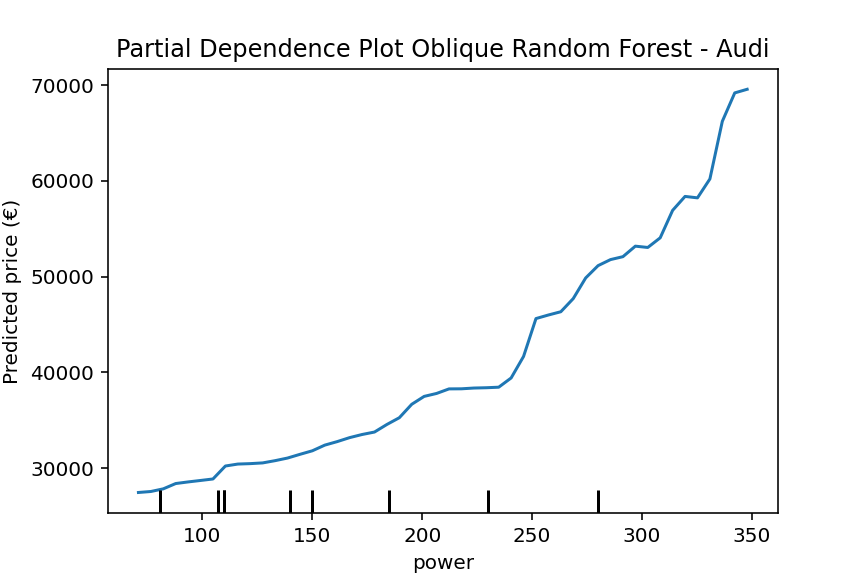 Partial Dependence Plot Oblique Random Forest - Audi
70000
60000
50000
40000
30000
Predicted price (€)
100 150 200 250 300 350
power